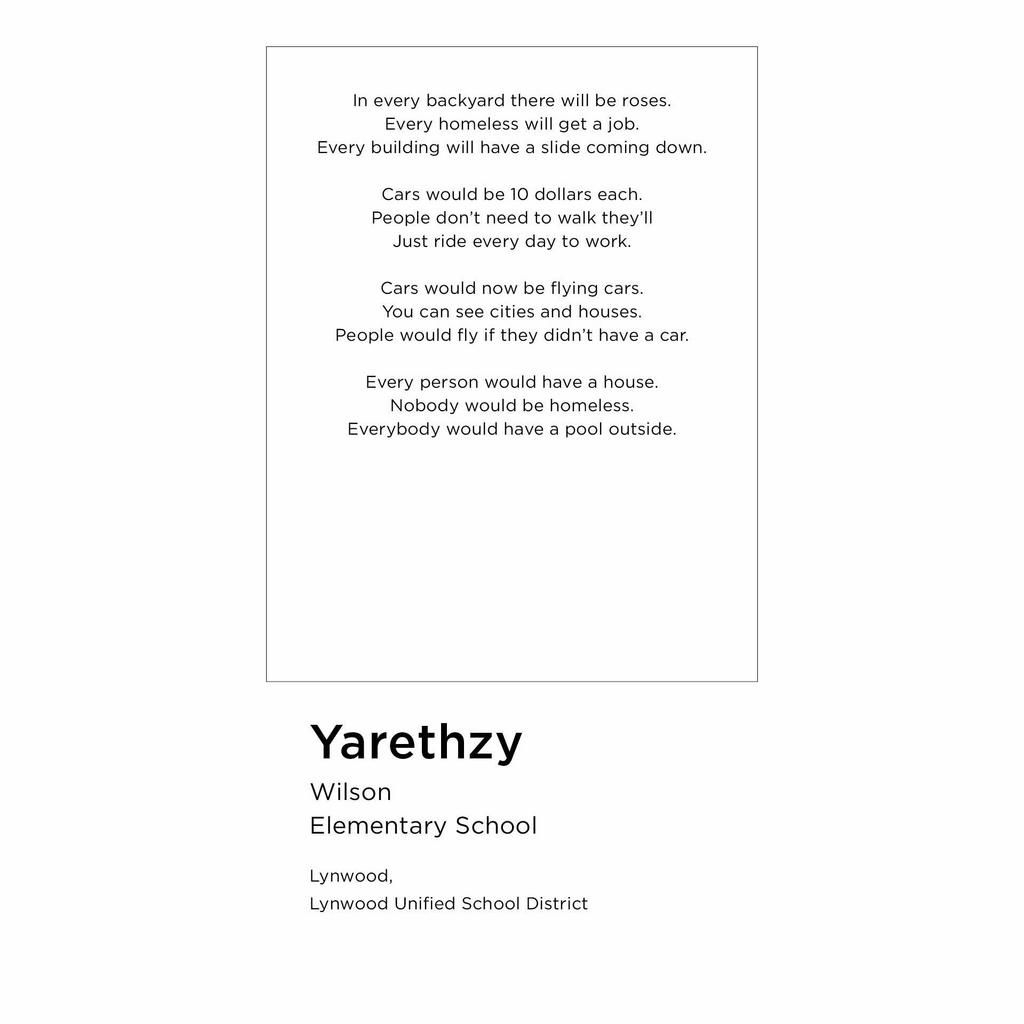 In every backyard there will be roses.
Every homeless will get a job.
Every building will have a slide coming down.
Cars would be 10 dollars each.
People don't need to walk they'll
Just ride every day to work.
Cars would now be flying cars.
You can see cities and houses.
People would fly if they didn't have a car.
Every person would have a house.
Nobody would be homeless.
Everybody would have a pool outside.
Yarethzy
Wilson
Elementary School
Lynwood,
Lynwood Unified School District